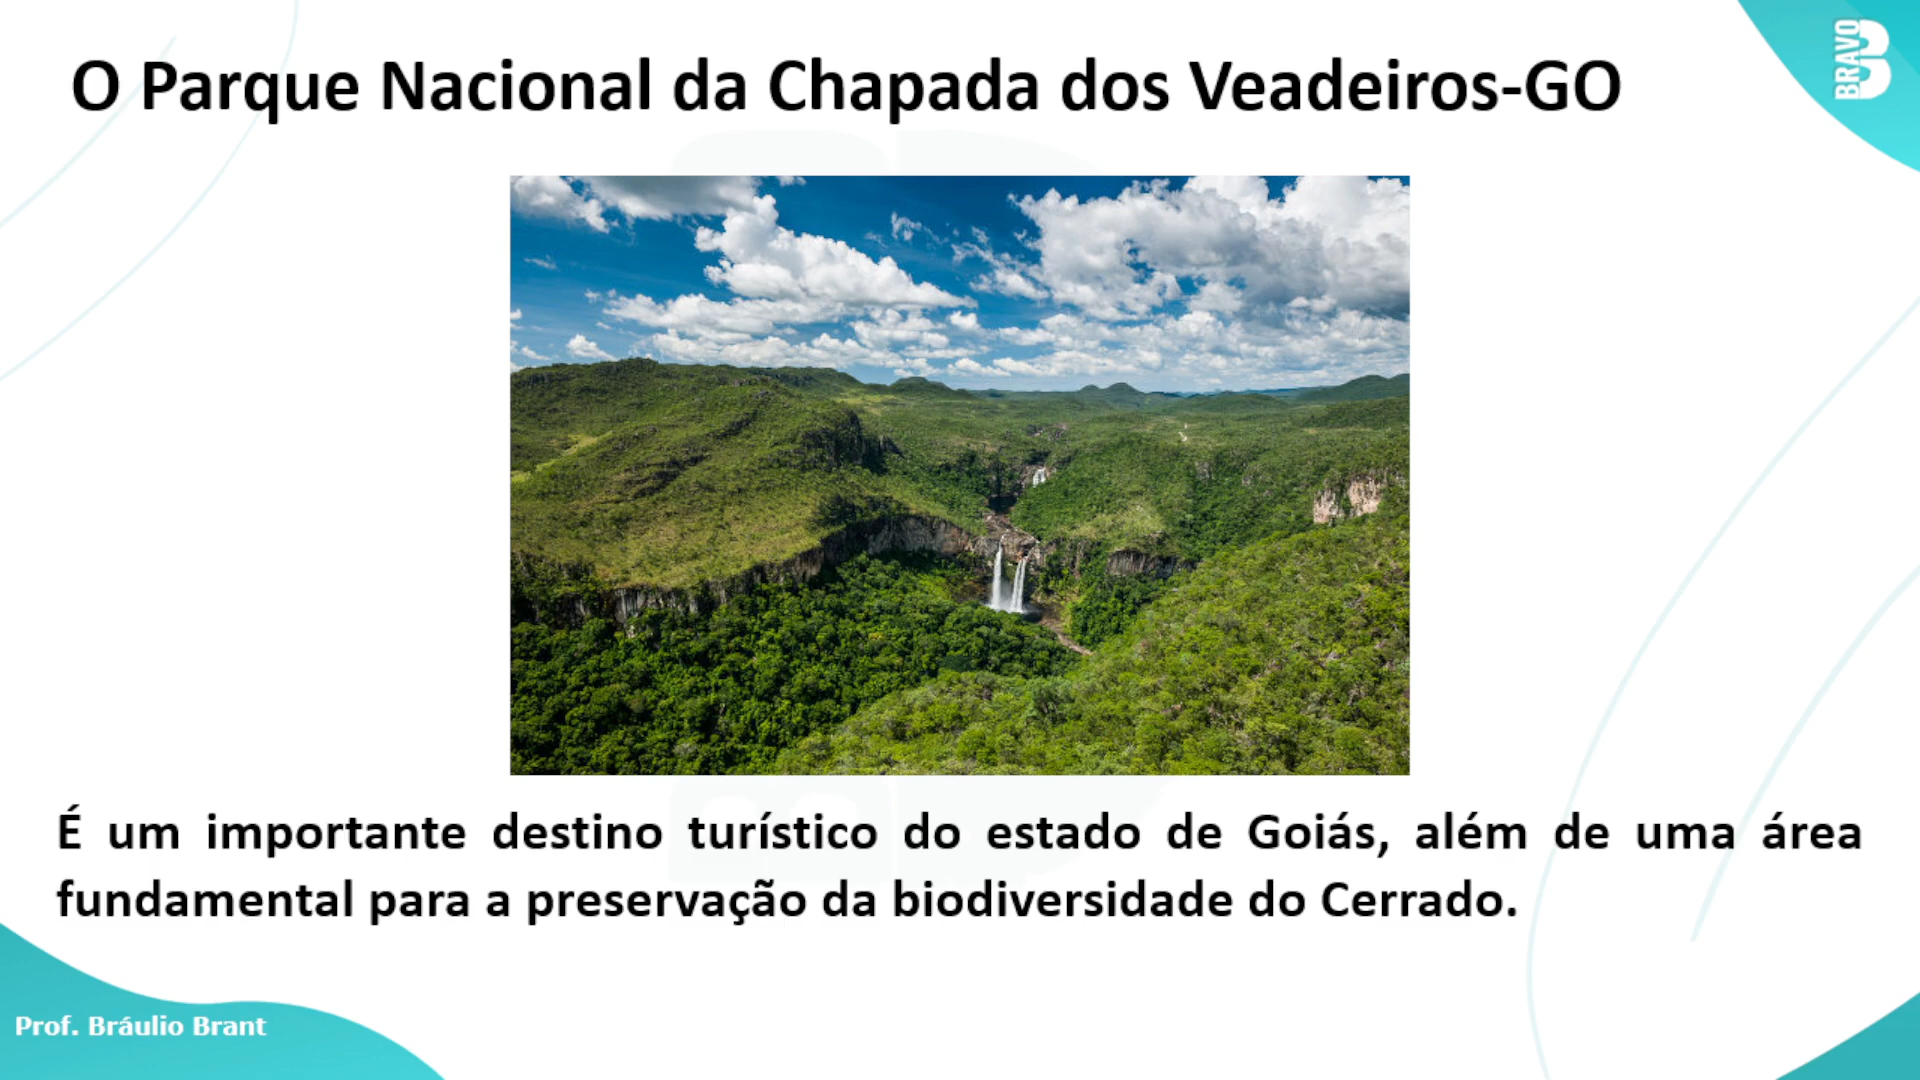 O Parque Nacional da Chapada dos Veadeiros-GO
BRAVO
É um importante destino turístico do estado de Goiás, além de uma área
fundamental para a preservação da biodiversidade do Cerrado.
Prof. Bráulio Brant